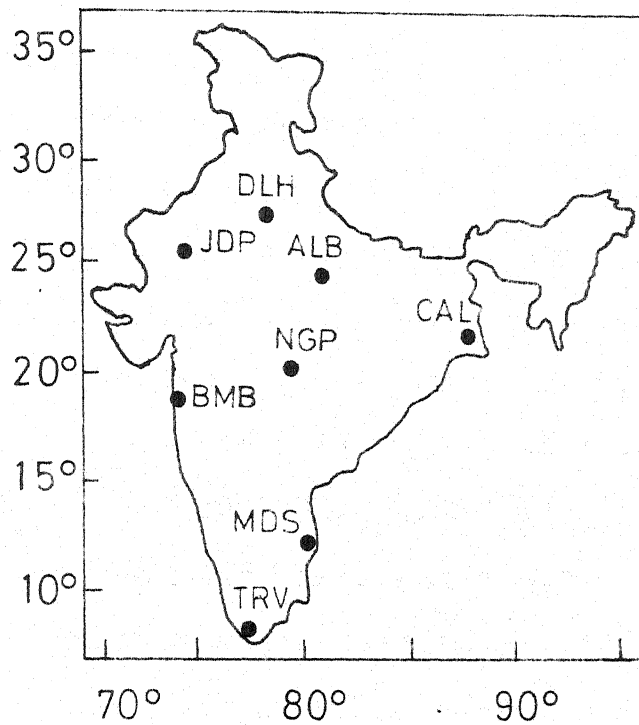 35°
30°
DLH
JDP ALB
25°
CAL
NGP
20°
BMB
15°
MDS
10°
TRV
70° 80° 90°